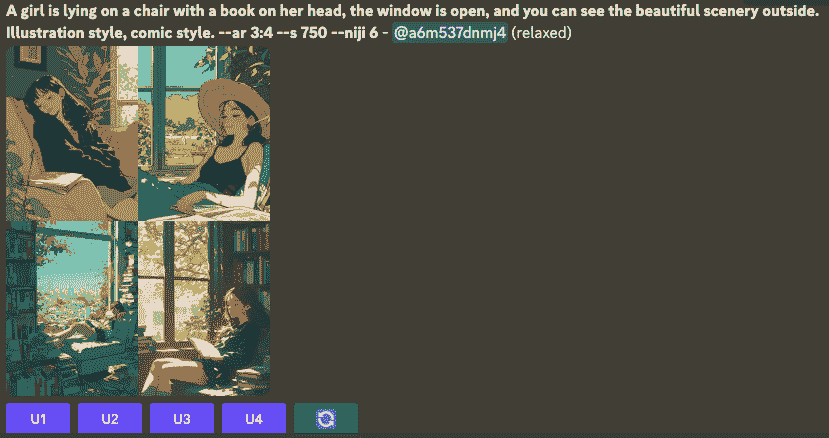 A girl is lying on a chair with a book on her head, the window is open, and you can see the beautiful scenery outside.
Illustration style, comic style. --ar 3:4 --s 750 --niji 6 - @a6m537dnmj4 (relaxed)
U1 U2 U3 U4